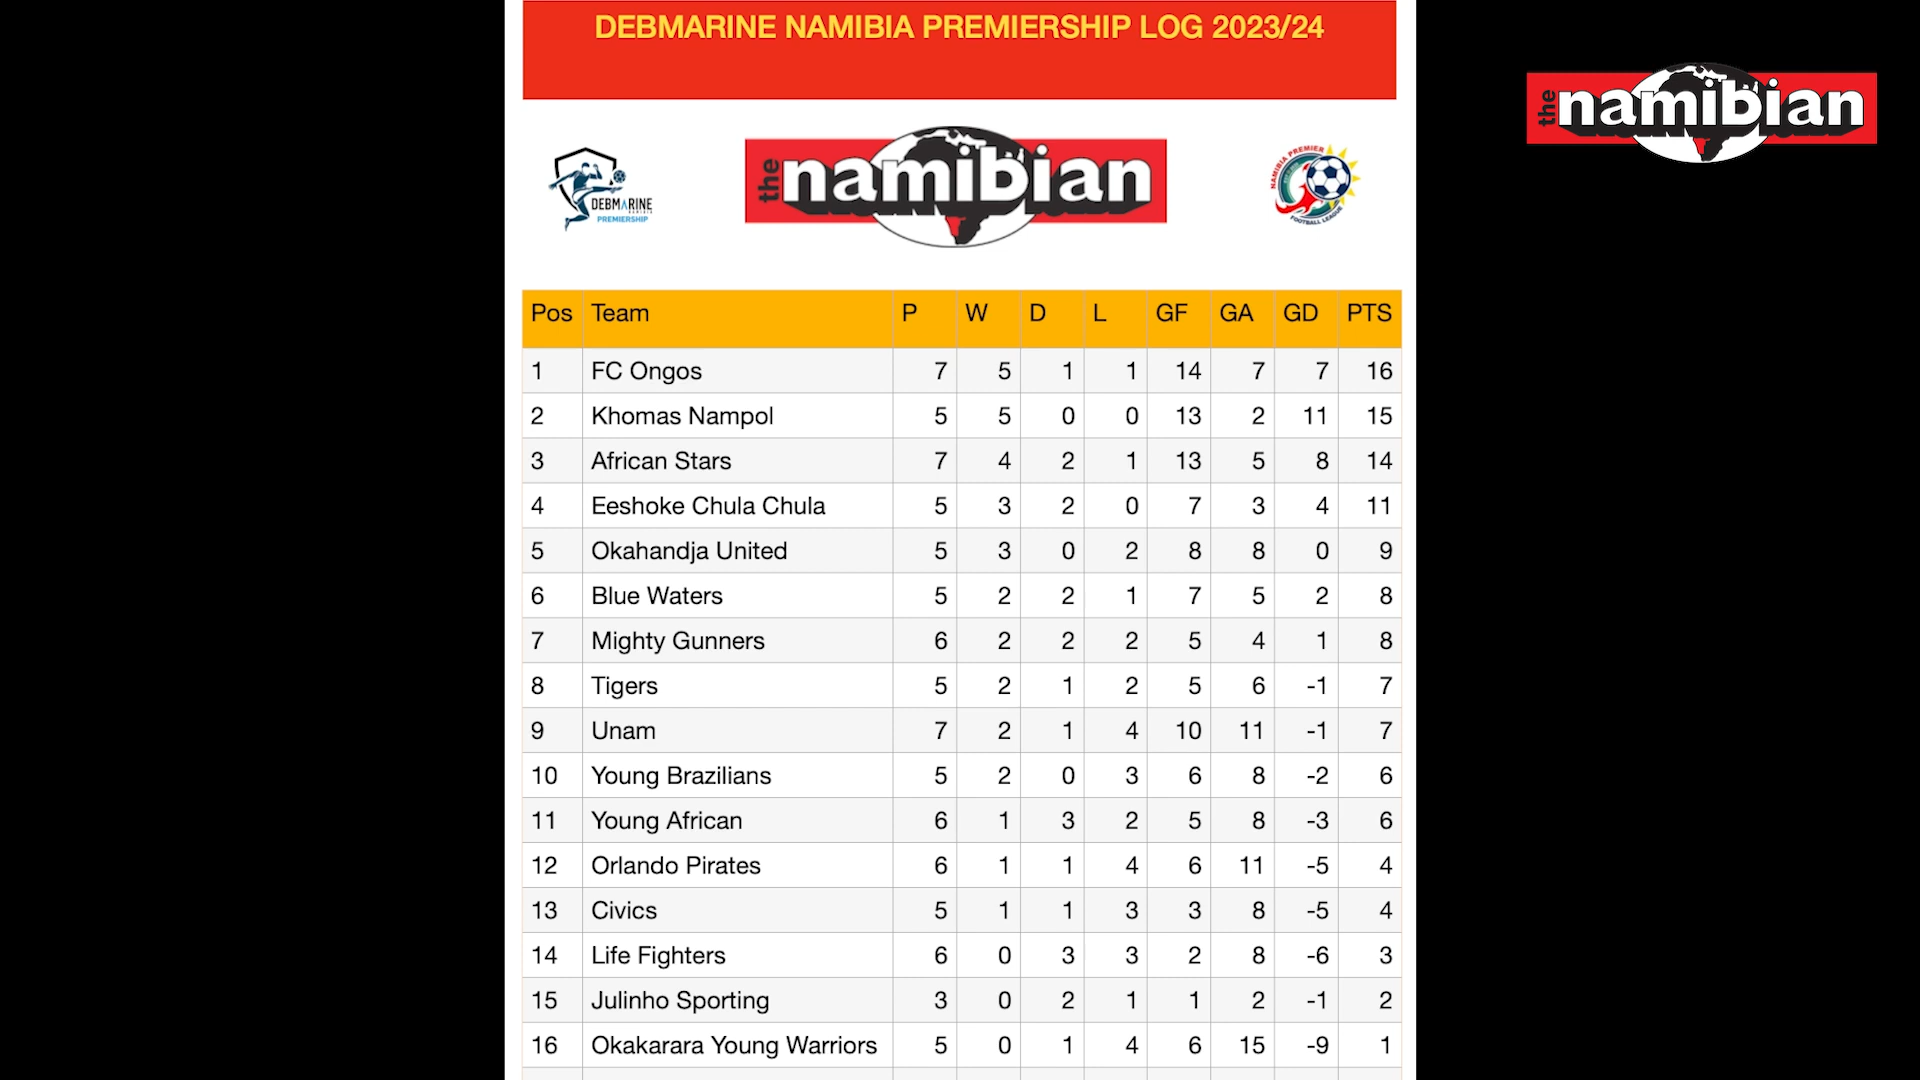 DEBMARINE NAMIBIA PREMIERSHIP LOG 2023/24
the namibian
DEBMARINE
NAMIBIA
PREMIERSHIP
the namibian
NAMIBIA PREMIER
FOOTBALL LEAGUE
Pos Team P W D L GF GA GD PTS
1 FC Ongos 7 5 1 1 14 7 7 16
2 Khomas Nampol 5 5 0 0 13 2 11 15
3 African Stars 7 4 2 1 13 5 8 14
4 Eeshoke Chula Chula 5 3 2 0 7 3 4 11
5 Okahandja United 5 3 0 2 8 8 0 9
6 Blue Waters 5 2 2 1 7 5 2 8
7 Mighty Gunners 6 2 2 2 5 4 1 8
8 Tigers 5 2 1 2 5 6 -1 7
9 Unam 7 2 1 4 10 11 -1 7
10 Young Brazilians 5 2 0 3 6 8 -2 6
11 Young African 6 1 3 2 5 8 -3 6
12 Orlando Pirates 6 1 1 4 6 11 -5 4
13 Civics 5 1 1 3 3 8 -5 4
14 Life Fighters 6 0 3 3 2 8 -6 3
15 Julinho Sporting 3 0 2 1 1 2 -1 2
16 Okakarara Young Warriors 5 0 1 4 6 15 -9 1